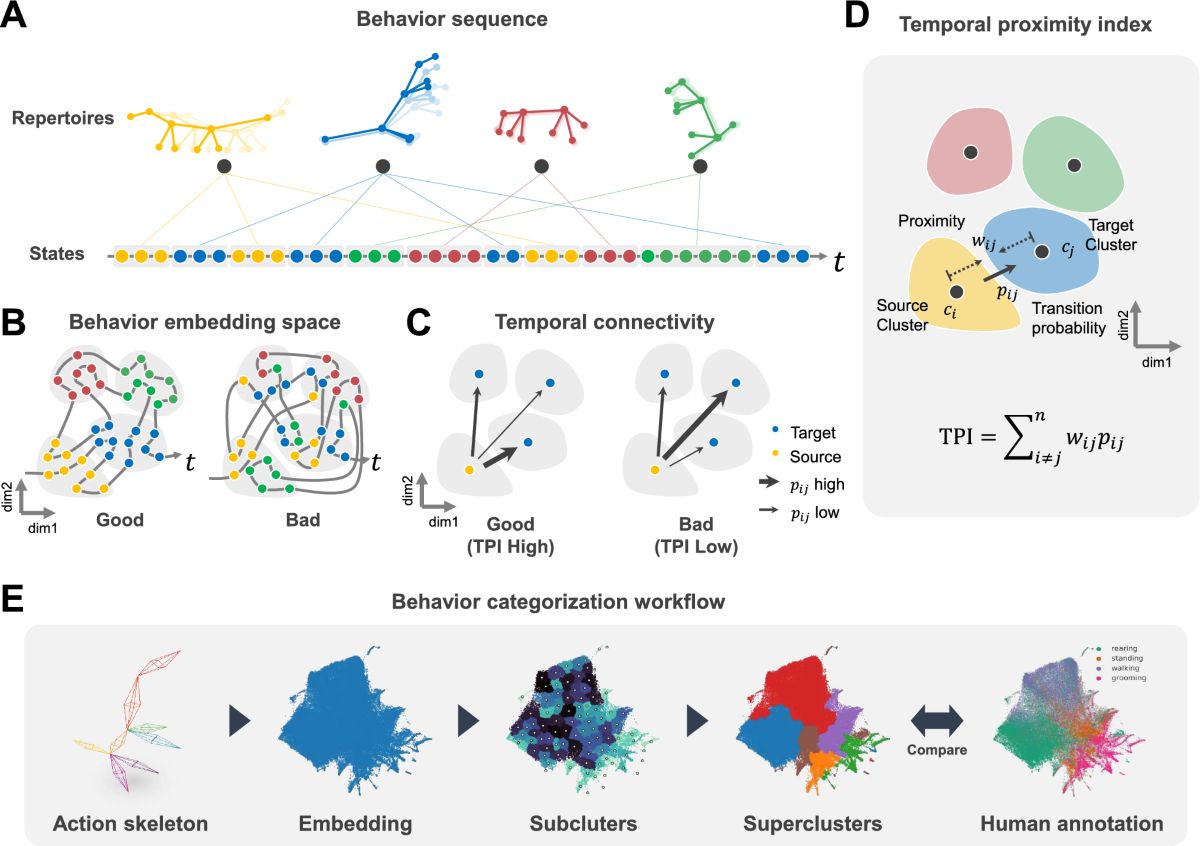 A
Behavior sequence
Repertoires
States
t
B
Behavior embedding space
t
t
dim2
dim1
Good
Bad
C
Temporal connectivity
Target
Source
p_ij high
p_ij low
dim2
dim1
Good
(TPI High)
Bad
(TPI Low)
D
Temporal proximity index
Proximity
w_ij
Target
Cluster
c_j
p_ij
Source
Cluster
c_i
Transition
probability
dim2
dim1
TPI = ∑_{i≠j}^{n} w_ij p_ij
E
Behavior categorization workflow
rearing
standing
walking
grooming
Compare
Action skeleton
Embedding
Subcluters
Superclusters
Human annotation